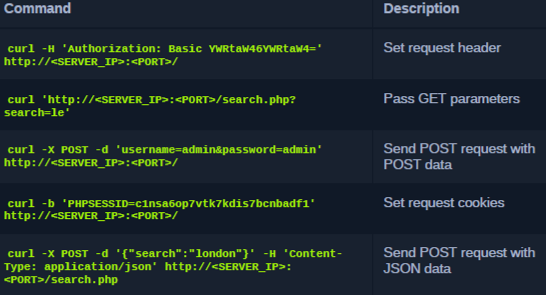 Command Description
curl -H 'Authorization: Basic YWRtaW46YWRtaW4='
http://<SERVER_IP>:<PORT>/
Set request header
curl 'http://<SERVER_IP>:<PORT>/search.php?
search=le'
Pass GET parameters
curl -X POST -d 'username=admin&password=admin'
http://<SERVER_IP>:<PORT>/
Send POST request with
POST data
curl -b 'PHPSESSID=c1nsa6op7vtk7kdis7bcnbadf1'
http://<SERVER_IP>:<PORT>/
Set request cookies
curl -X POST -d '{"search":"london"}' -H 'Content-
Type: application/json' http://<SERVER_IP>:
<PORT>/search.php
Send POST request with
JSON data